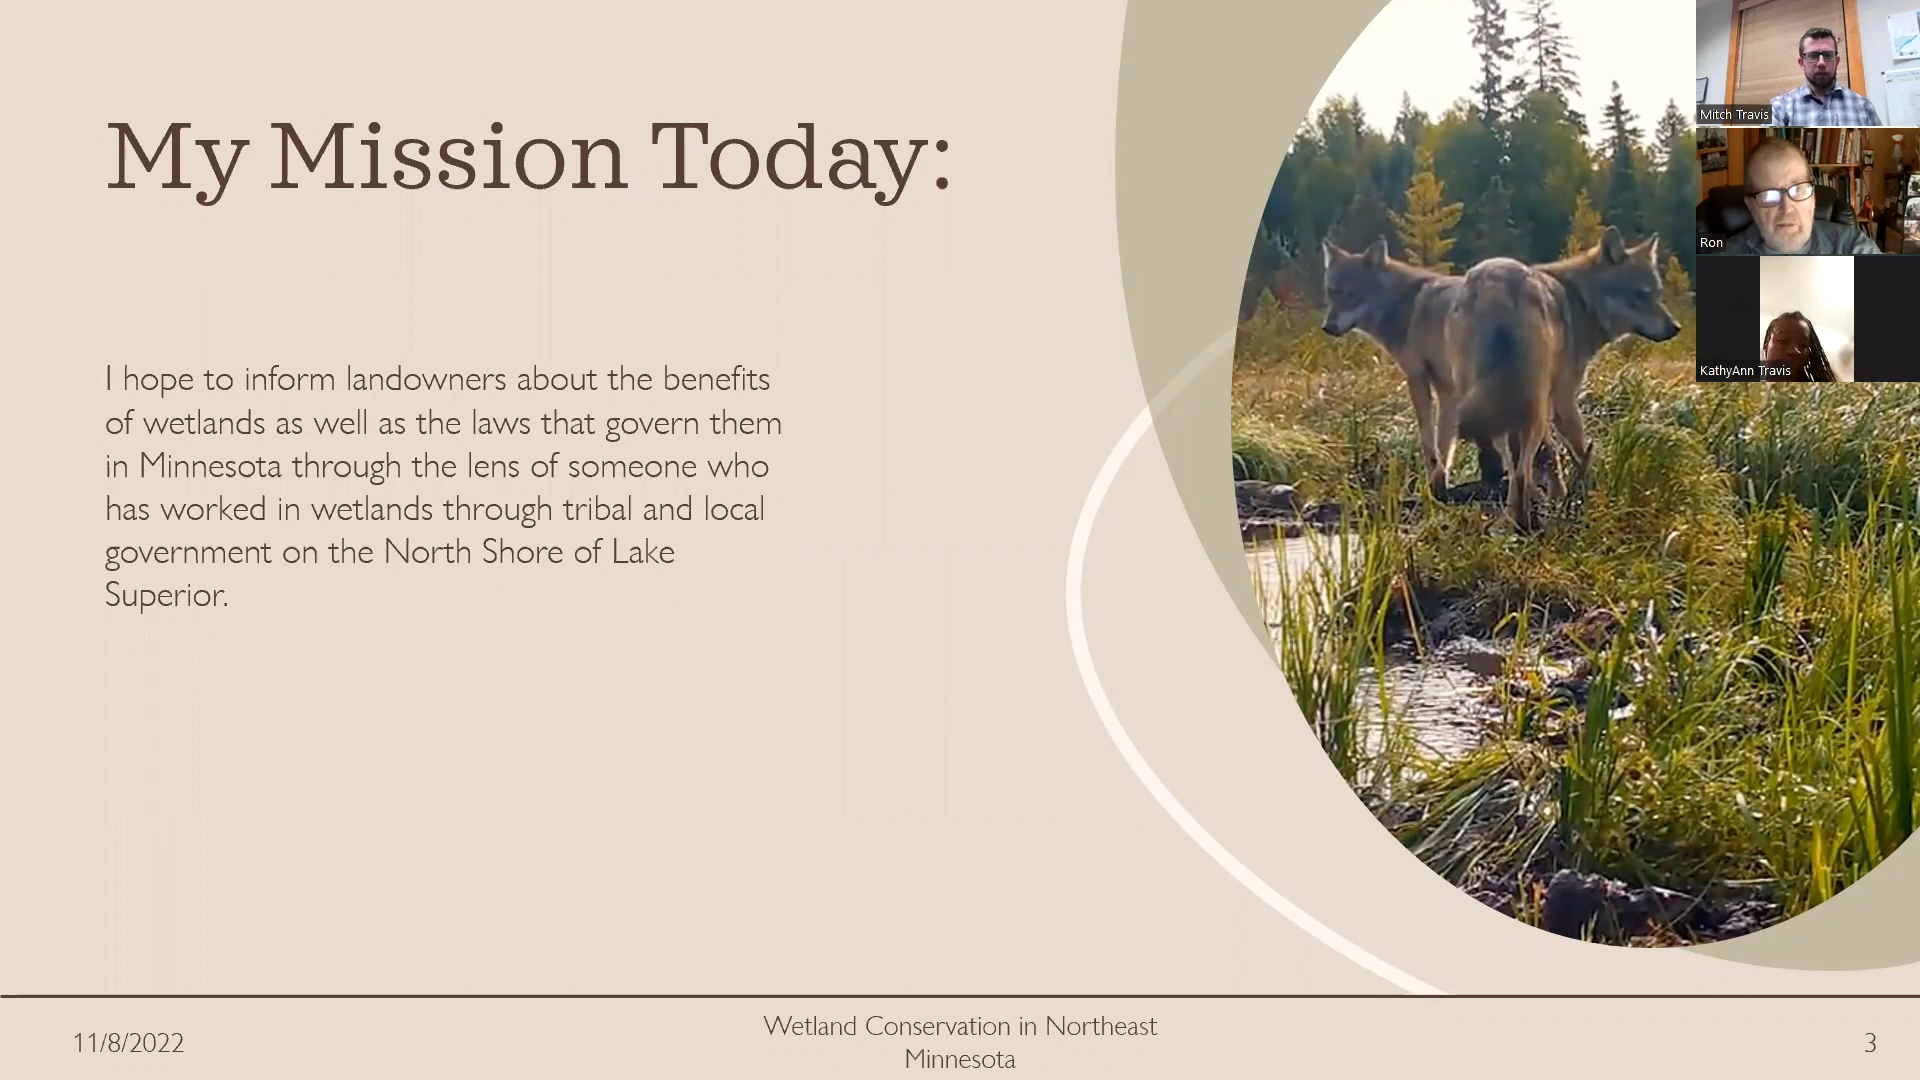 My Mission Today:
I hope to inform landowners about the benefits
of wetlands as well as the laws that govern them
in Minnesota through the lens of someone who
has worked in wetlands through tribal and local
government on the North Shore of Lake
Superior.
Mitch Travis
Ron
KathyAnn Travis
11/8/2022
Wetland Conservation in Northeast
Minnesota
3